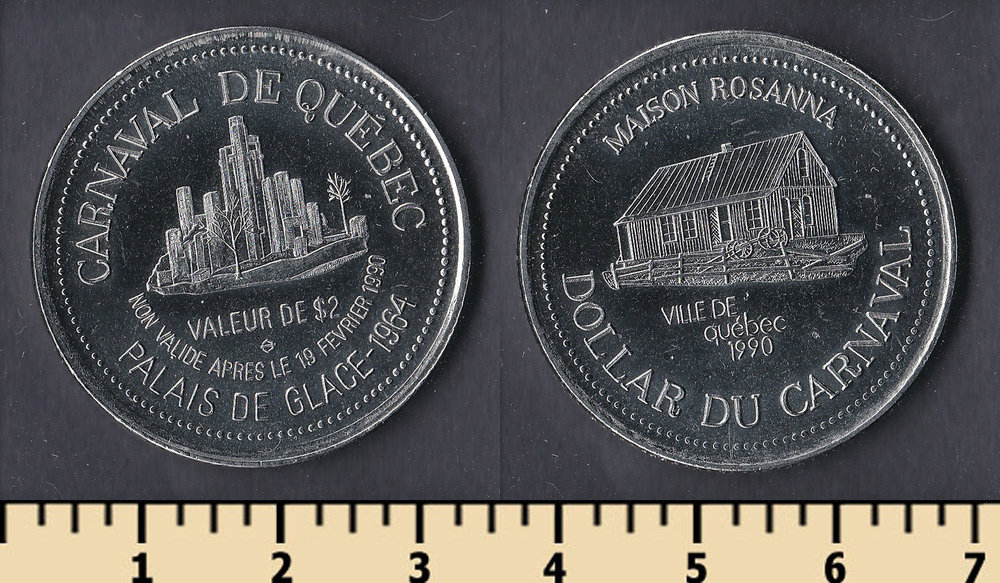 CARNAVAL DE QUÉBEC
VALEUR DE $2
NON VALIDE APRES LE 19 FEVRIER 1990
PALAIS DE GLACE-1964
MAISON ROSANNA
VILLE DE
québec
1990
DOLLAR DU CARNAVAL
1 2 3 4 5 6 7